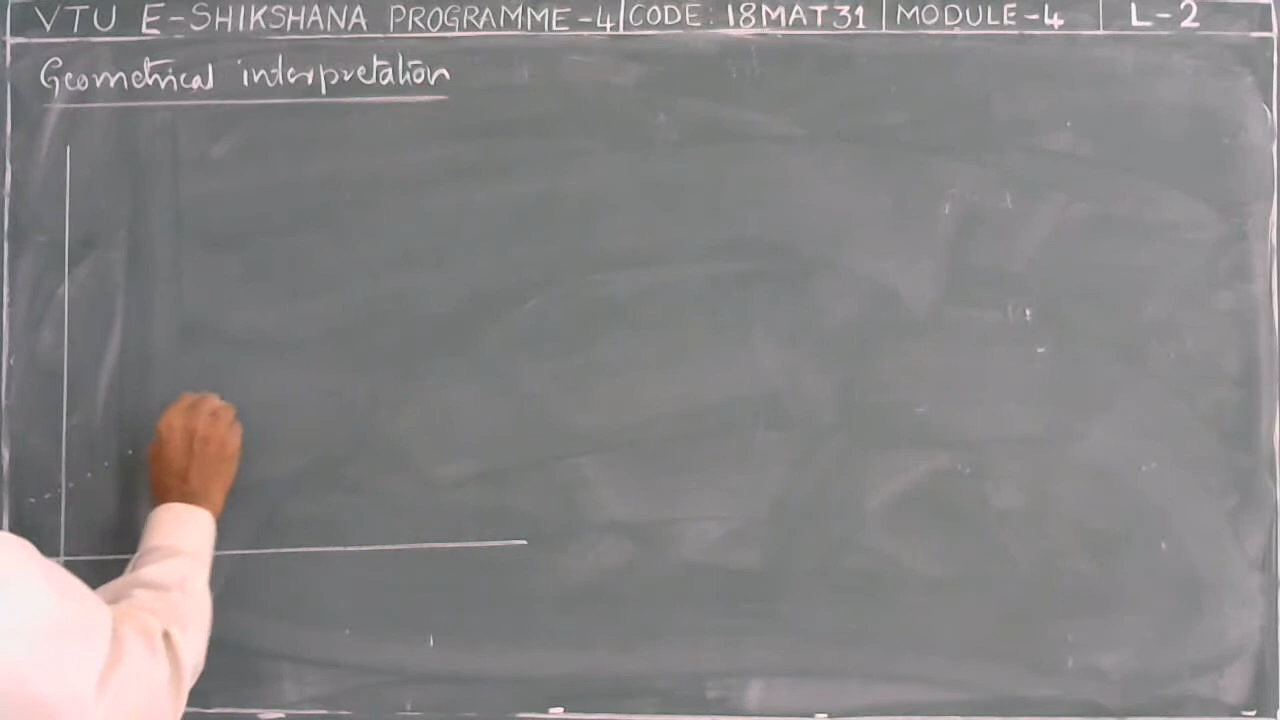 VTU E-SHIKSHANA PROGRAMME-4 CODE: 18MAT31 MODULE-4 L-2
Geometrical interpretation